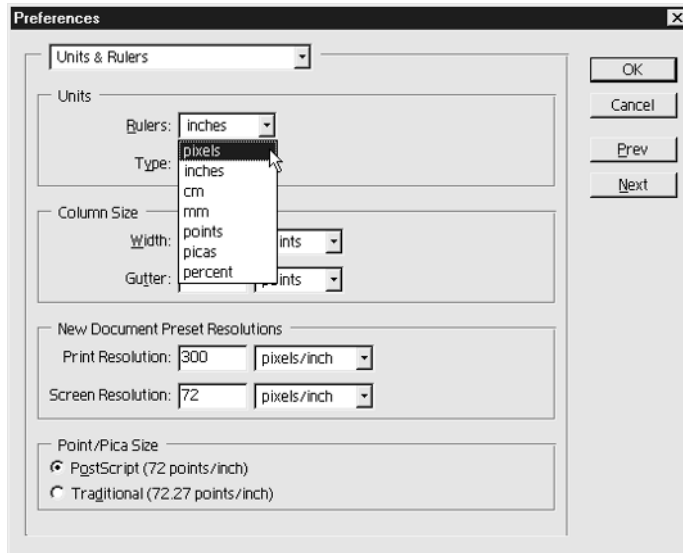 Preferences
Units & Rulers
OK
Cancel
Prev
Next
Units
Rulers: inches
pixels
inches
cm
mm
points
picas
percent
Type:
Column Size
Width: ints
Gutter: points
New Document Preset Resolutions
Print Resolution: 300 pixels/inch
Screen Resolution: 72 pixels/inch
Point/Pica Size
PostScript (72 points/inch)
Traditional (72.27 points/inch)